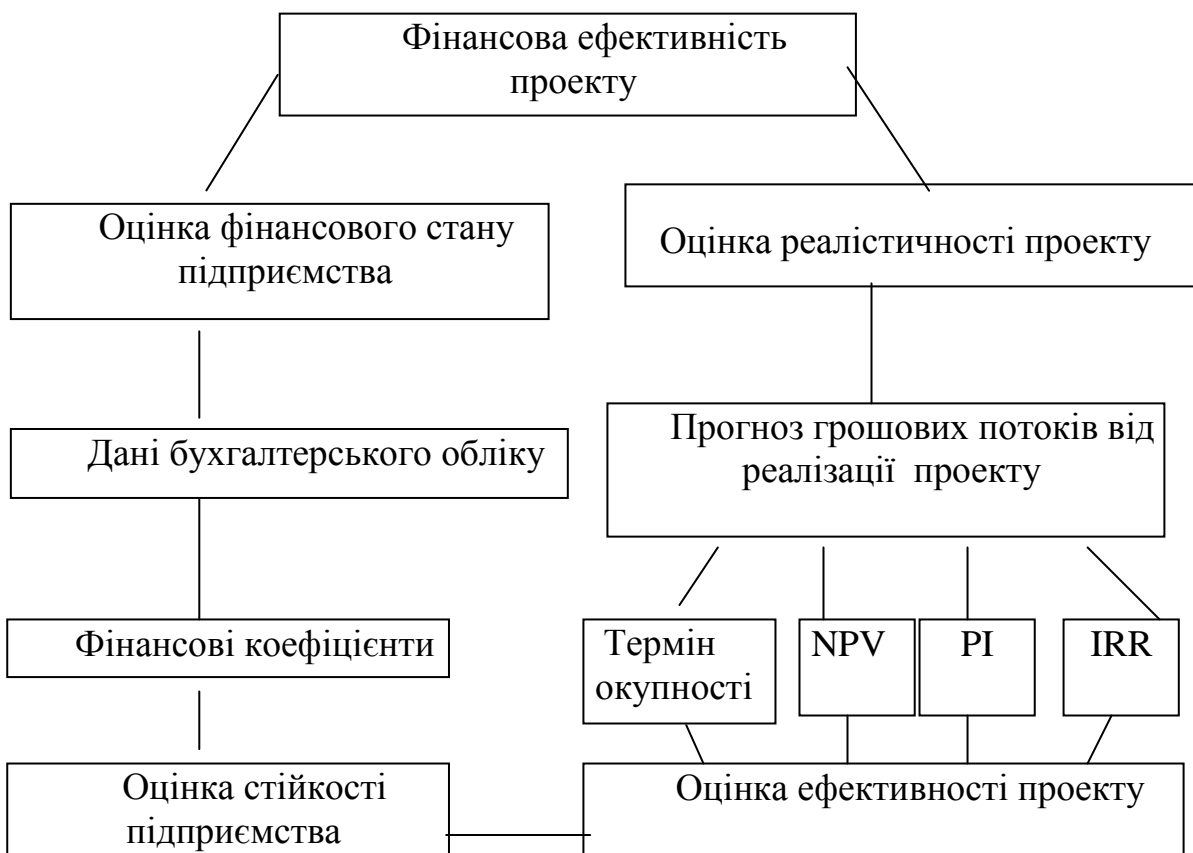 Фінансова ефективність
проекту
Оцінка фінансового стану
підприємства
Оцінка реалістичності проекту
Дані бухгалтерського обліку
Прогноз грошових потоків від
реалізації проекту
Фінансові коефіцієнти
Термін
окупності
NPV
PI
IRR
Оцінка стійкості
підприємства
Оцінка ефективності проекту